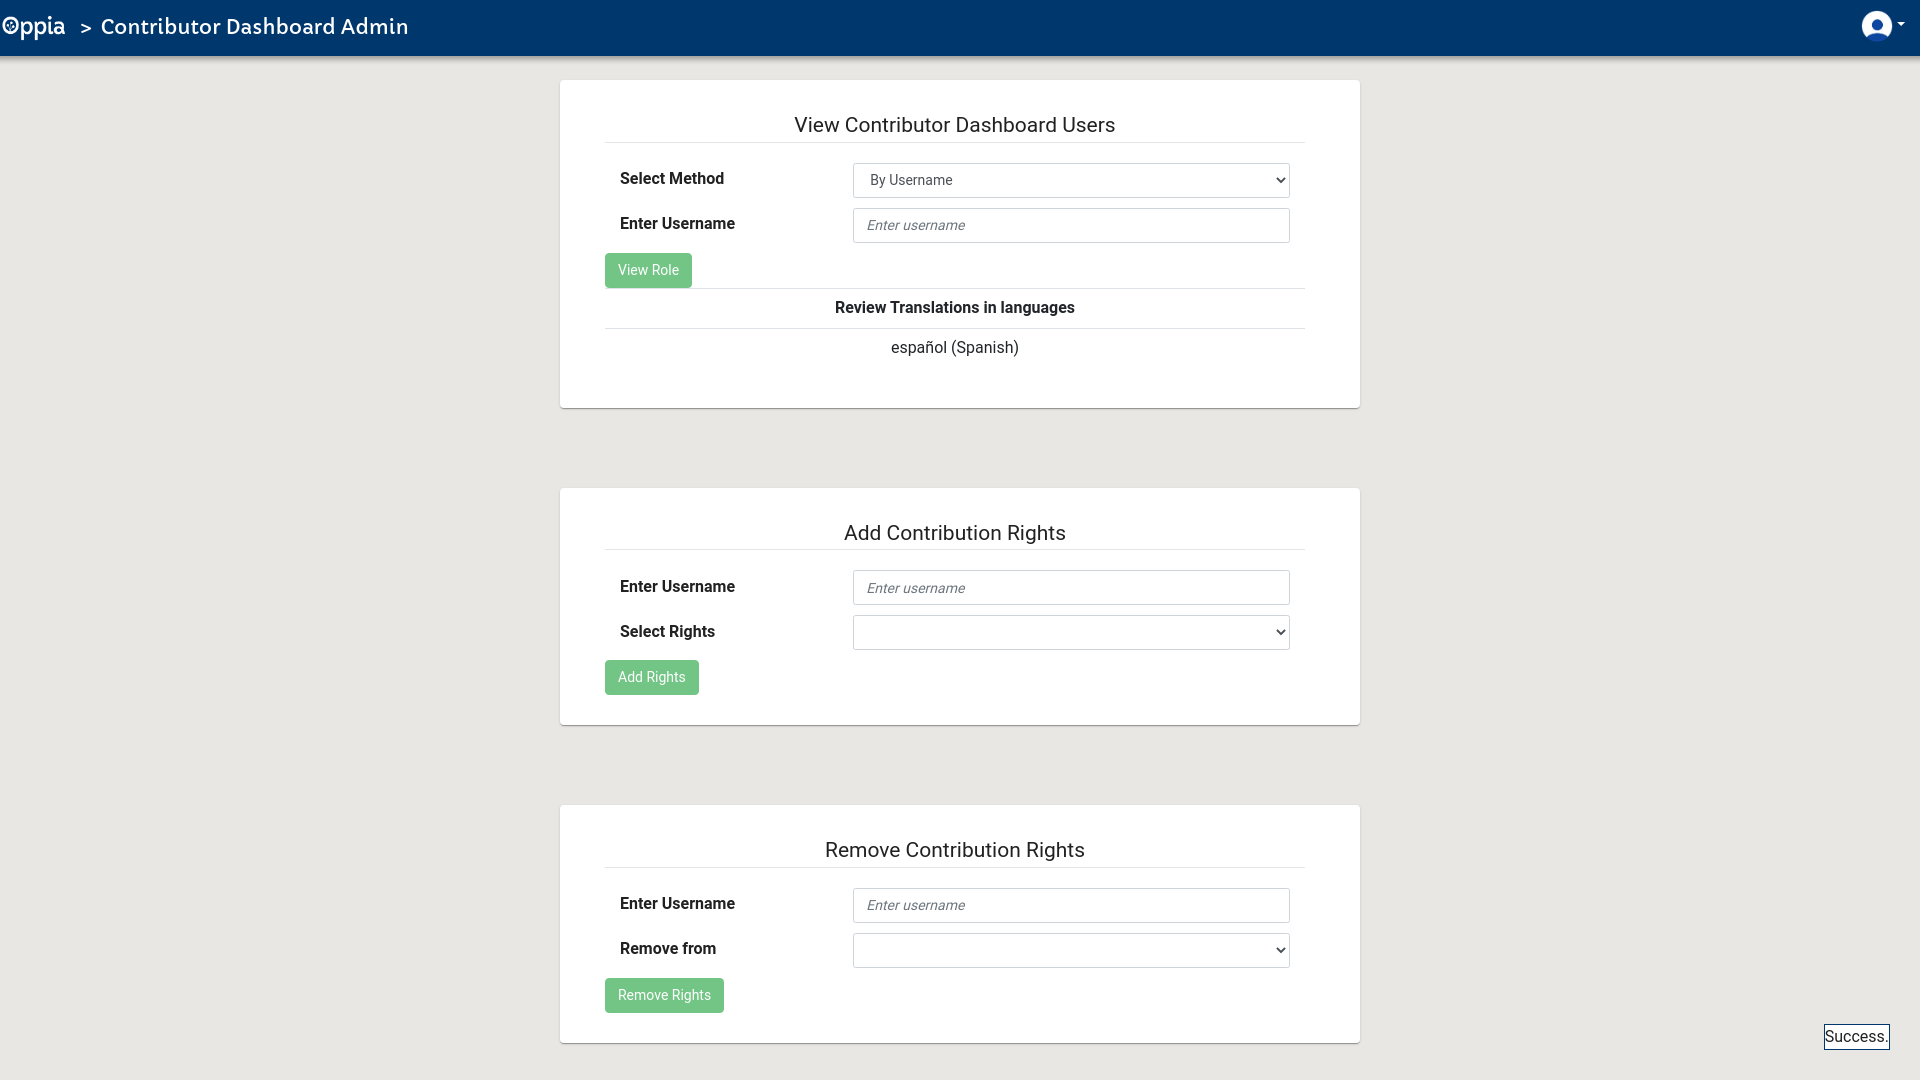 Oppia > Contributor Dashboard Admin
View Contributor Dashboard Users
Select Method By Username
Enter Username Enter username
View Role
Review Translations in languages
español (Spanish)
Add Contribution Rights
Enter Username Enter username
Select Rights
Add Rights
Remove Contribution Rights
Enter Username Enter username
Remove from
Remove Rights
Success.